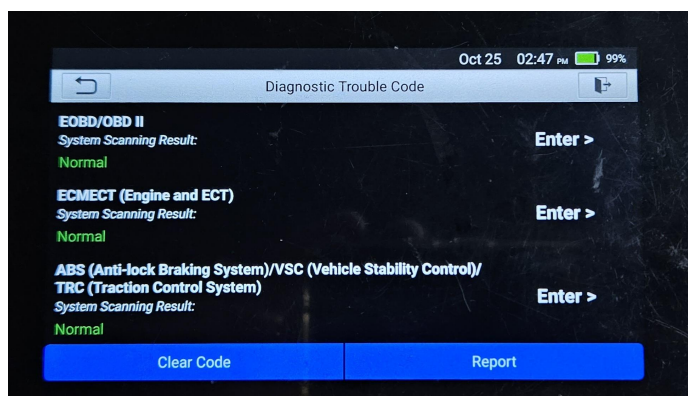 Oct 25 02:47 PM 99%
Diagnostic Trouble Code
EOBD/OBD II
System Scanning Result:
Enter >
Normal
ECMECT (Engine and ECT)
System Scanning Result:
Enter >
Normal
ABS (Anti-lock Braking System)/VSC (Vehicle Stability Control)/
TRC (Traction Control System)
Enter >
System Scanning Result:
Normal
Clear Code
Report